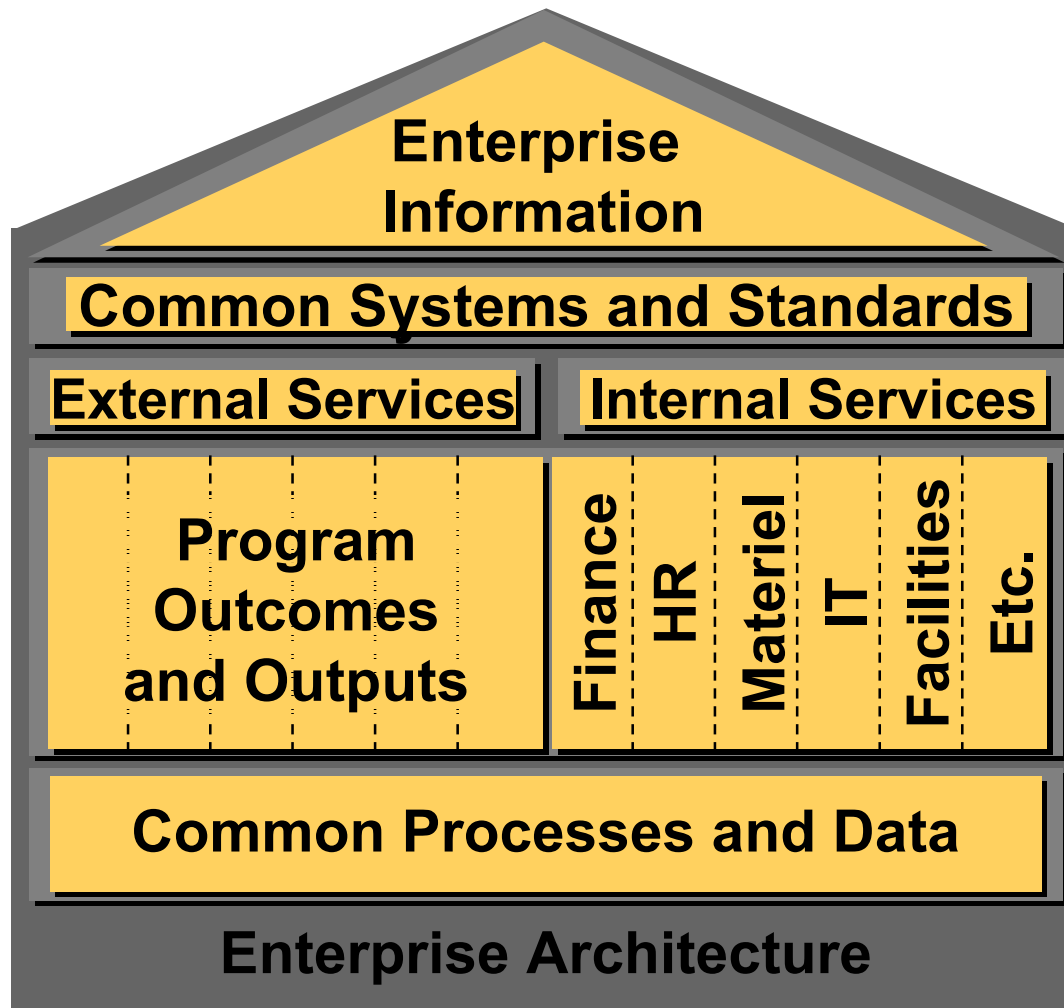 Enterprise
Information
Common Systems and Standards
External Services
Internal Services
Program
Outcomes
and Outputs
Finance
HR
Materiel
IT
Facilities
Etc.
Common Processes and Data
Enterprise Architecture